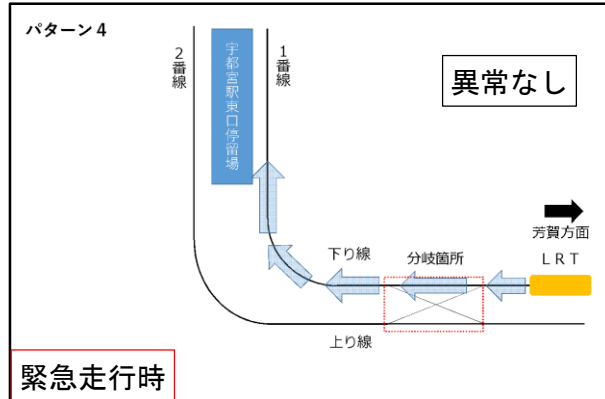 パターン4
異常なし
2番線
宇都宮駅東口停留場
1番線
芳賀方面
下り線
分岐箇所
LRT
上り線
緊急走行時